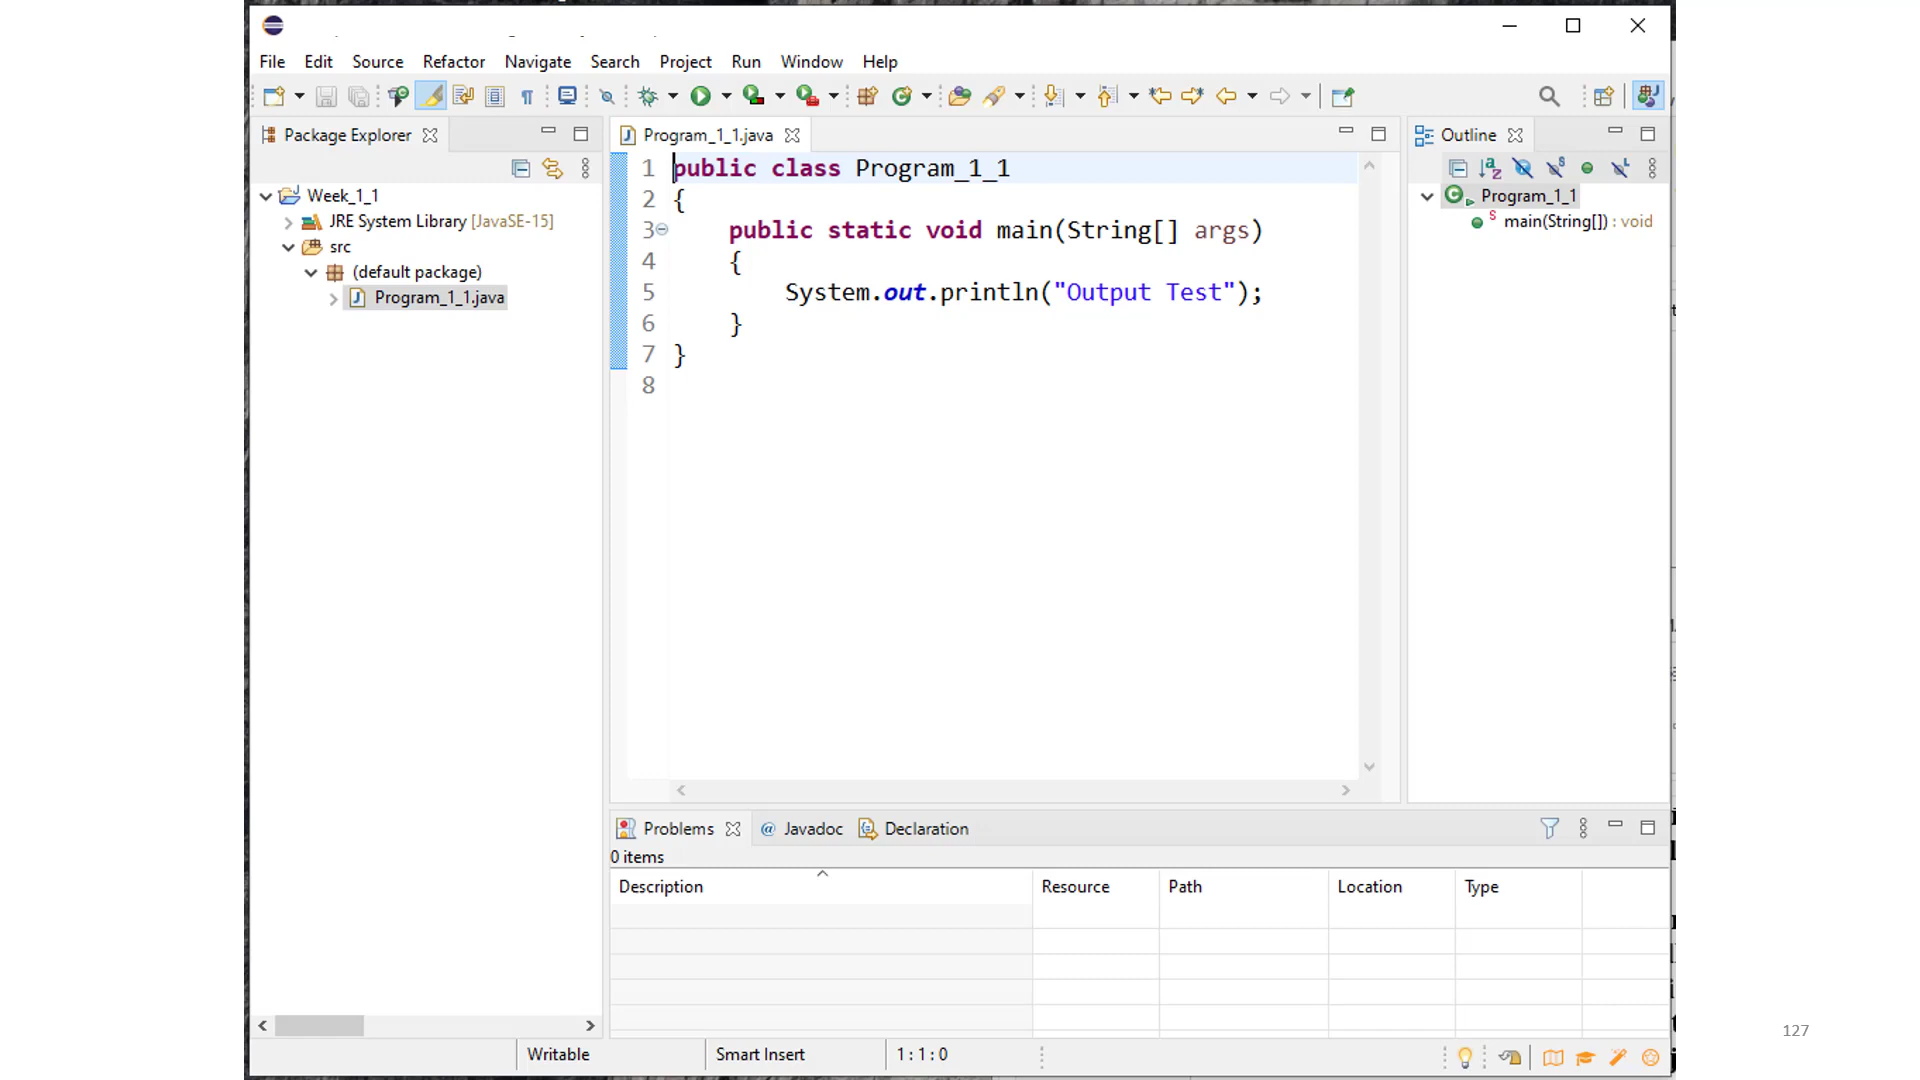 File Edit Source Refactor Navigate Search Project Run Window Help
Package Explorer
Week_1_1
JRE System Library [JavaSE-15]
src
(default package)
Program_1_1.java
Program_1_1.java
1 public class Program_1_1
2 {
3 public static void main(String[] args)
4 {
5 System.out.println("Output Test");
6 }
7 }
8
Outline
Program_1_1
main(String[]) : void
Problems Javadoc Declaration
0 items
Description Resource Path Location Type
Writable Smart Insert 1 : 1 : 0
127